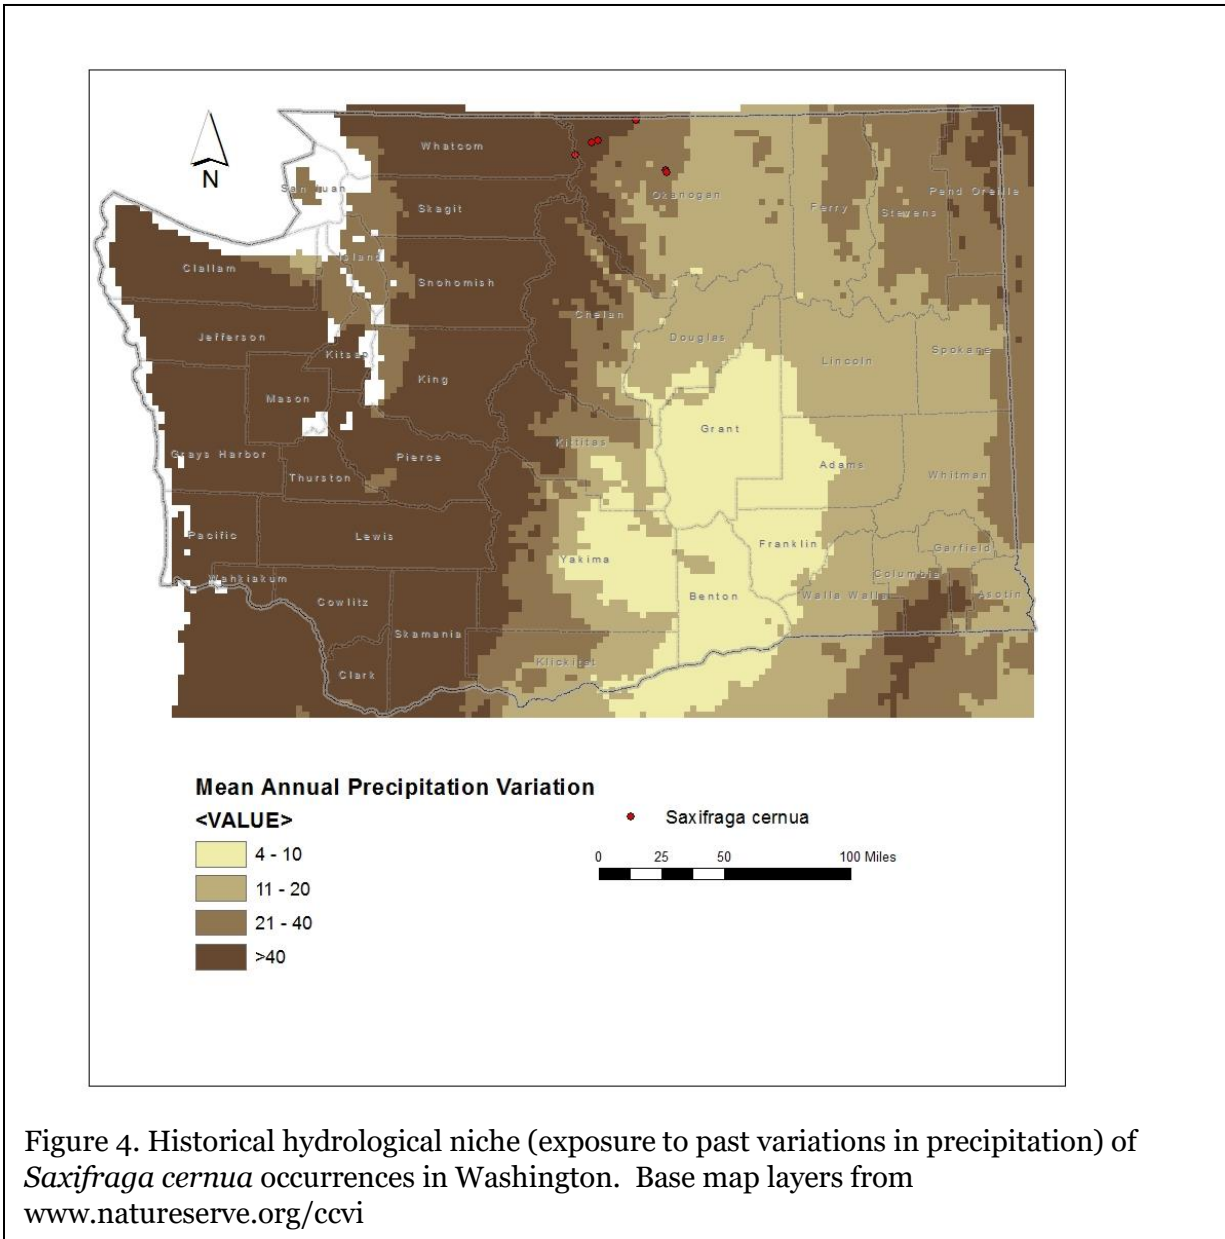 N
Whatcom
San Juan
Okanogan
Pend Oreille
Skagit
Ferry
Stevens
Island
Clallam
Snohomish
Chelan
Jefferson
Douglas
Kitsap
Lincoln
Spokane
King
Mason
Grant
Kittitas
Grays Harbor
Pierce
Adams
Thurston
Whitman
Pacific
Lewis
Franklin
Garfield
Yakima
Wahkiakum
Columbia
Cowlitz
Benton
Walla Walla
Asotin
Skamania
Klickitat
Clark
Mean Annual Precipitation Variation
<VALUE>
4 - 10
11 - 20
21 - 40
>40
Saxifraga cernua
0 25 50 100 Miles
Figure 4. Historical hydrological niche (exposure to past variations in precipitation) of
Saxifraga cernua occurrences in Washington. Base map layers from
www.natureserve.org/ccvi